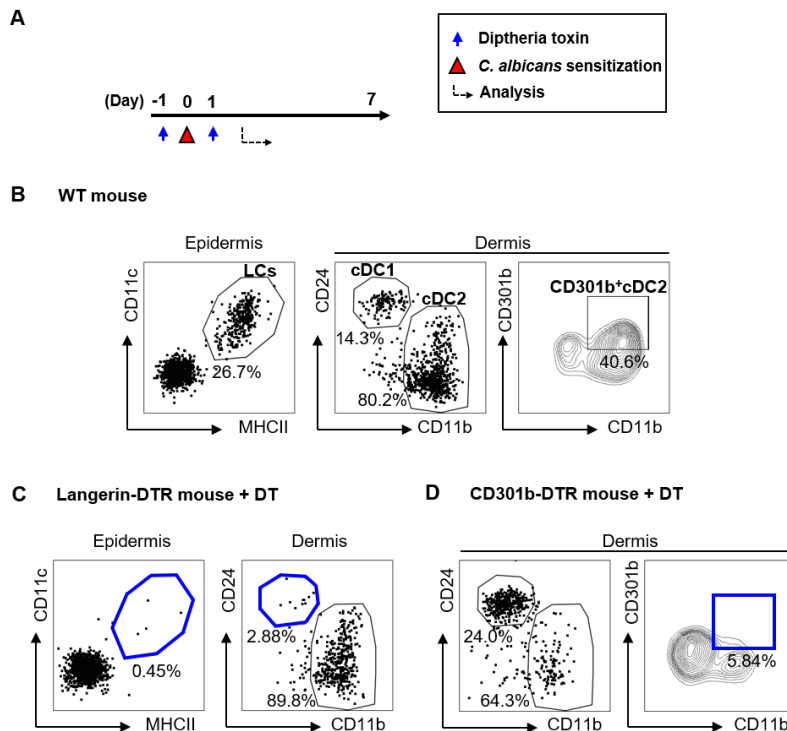 A
Diptheria toxin
C. albicans sensitization
Analysis
(Day) -1 0 1 7
B WT mouse
Epidermis Dermis
CD11c LCs 26.7% MHCII
CD24 cDC1 cDC2 14.3% 80.2% CD11b
CD301b CD301b+cDC2 40.6% CD11b
C Langerin-DTR mouse + DT
Epidermis Dermis
CD11c 0.45% MHCII
CD24 2.88% 89.8% CD11b
D CD301b-DTR mouse + DT
Dermis
CD24 24.0% 64.3% CD11b
CD301b 5.84% CD11b